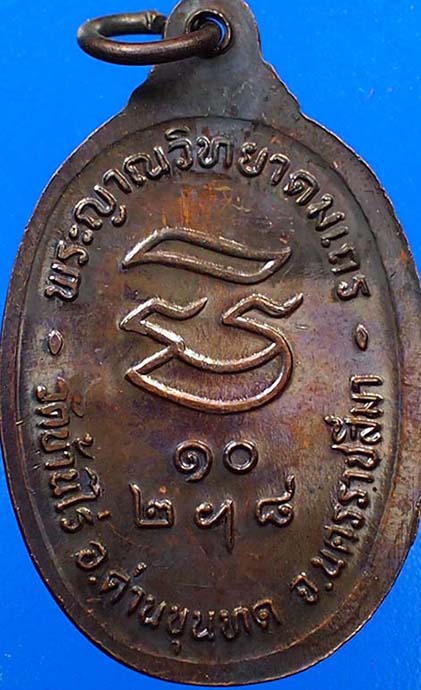 พระญาณวิทยาคมเถร
๑๐
๒ ฯ ๘
วัดบ้านไร่ อ.ด่านขุนทด จ.นครราชสีมา